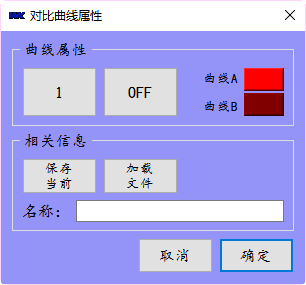 对比曲线属性
曲线属性
1 OFF
曲线A
曲线B
相关信息
保存
当前
加载
文件
名称：
取消 确定